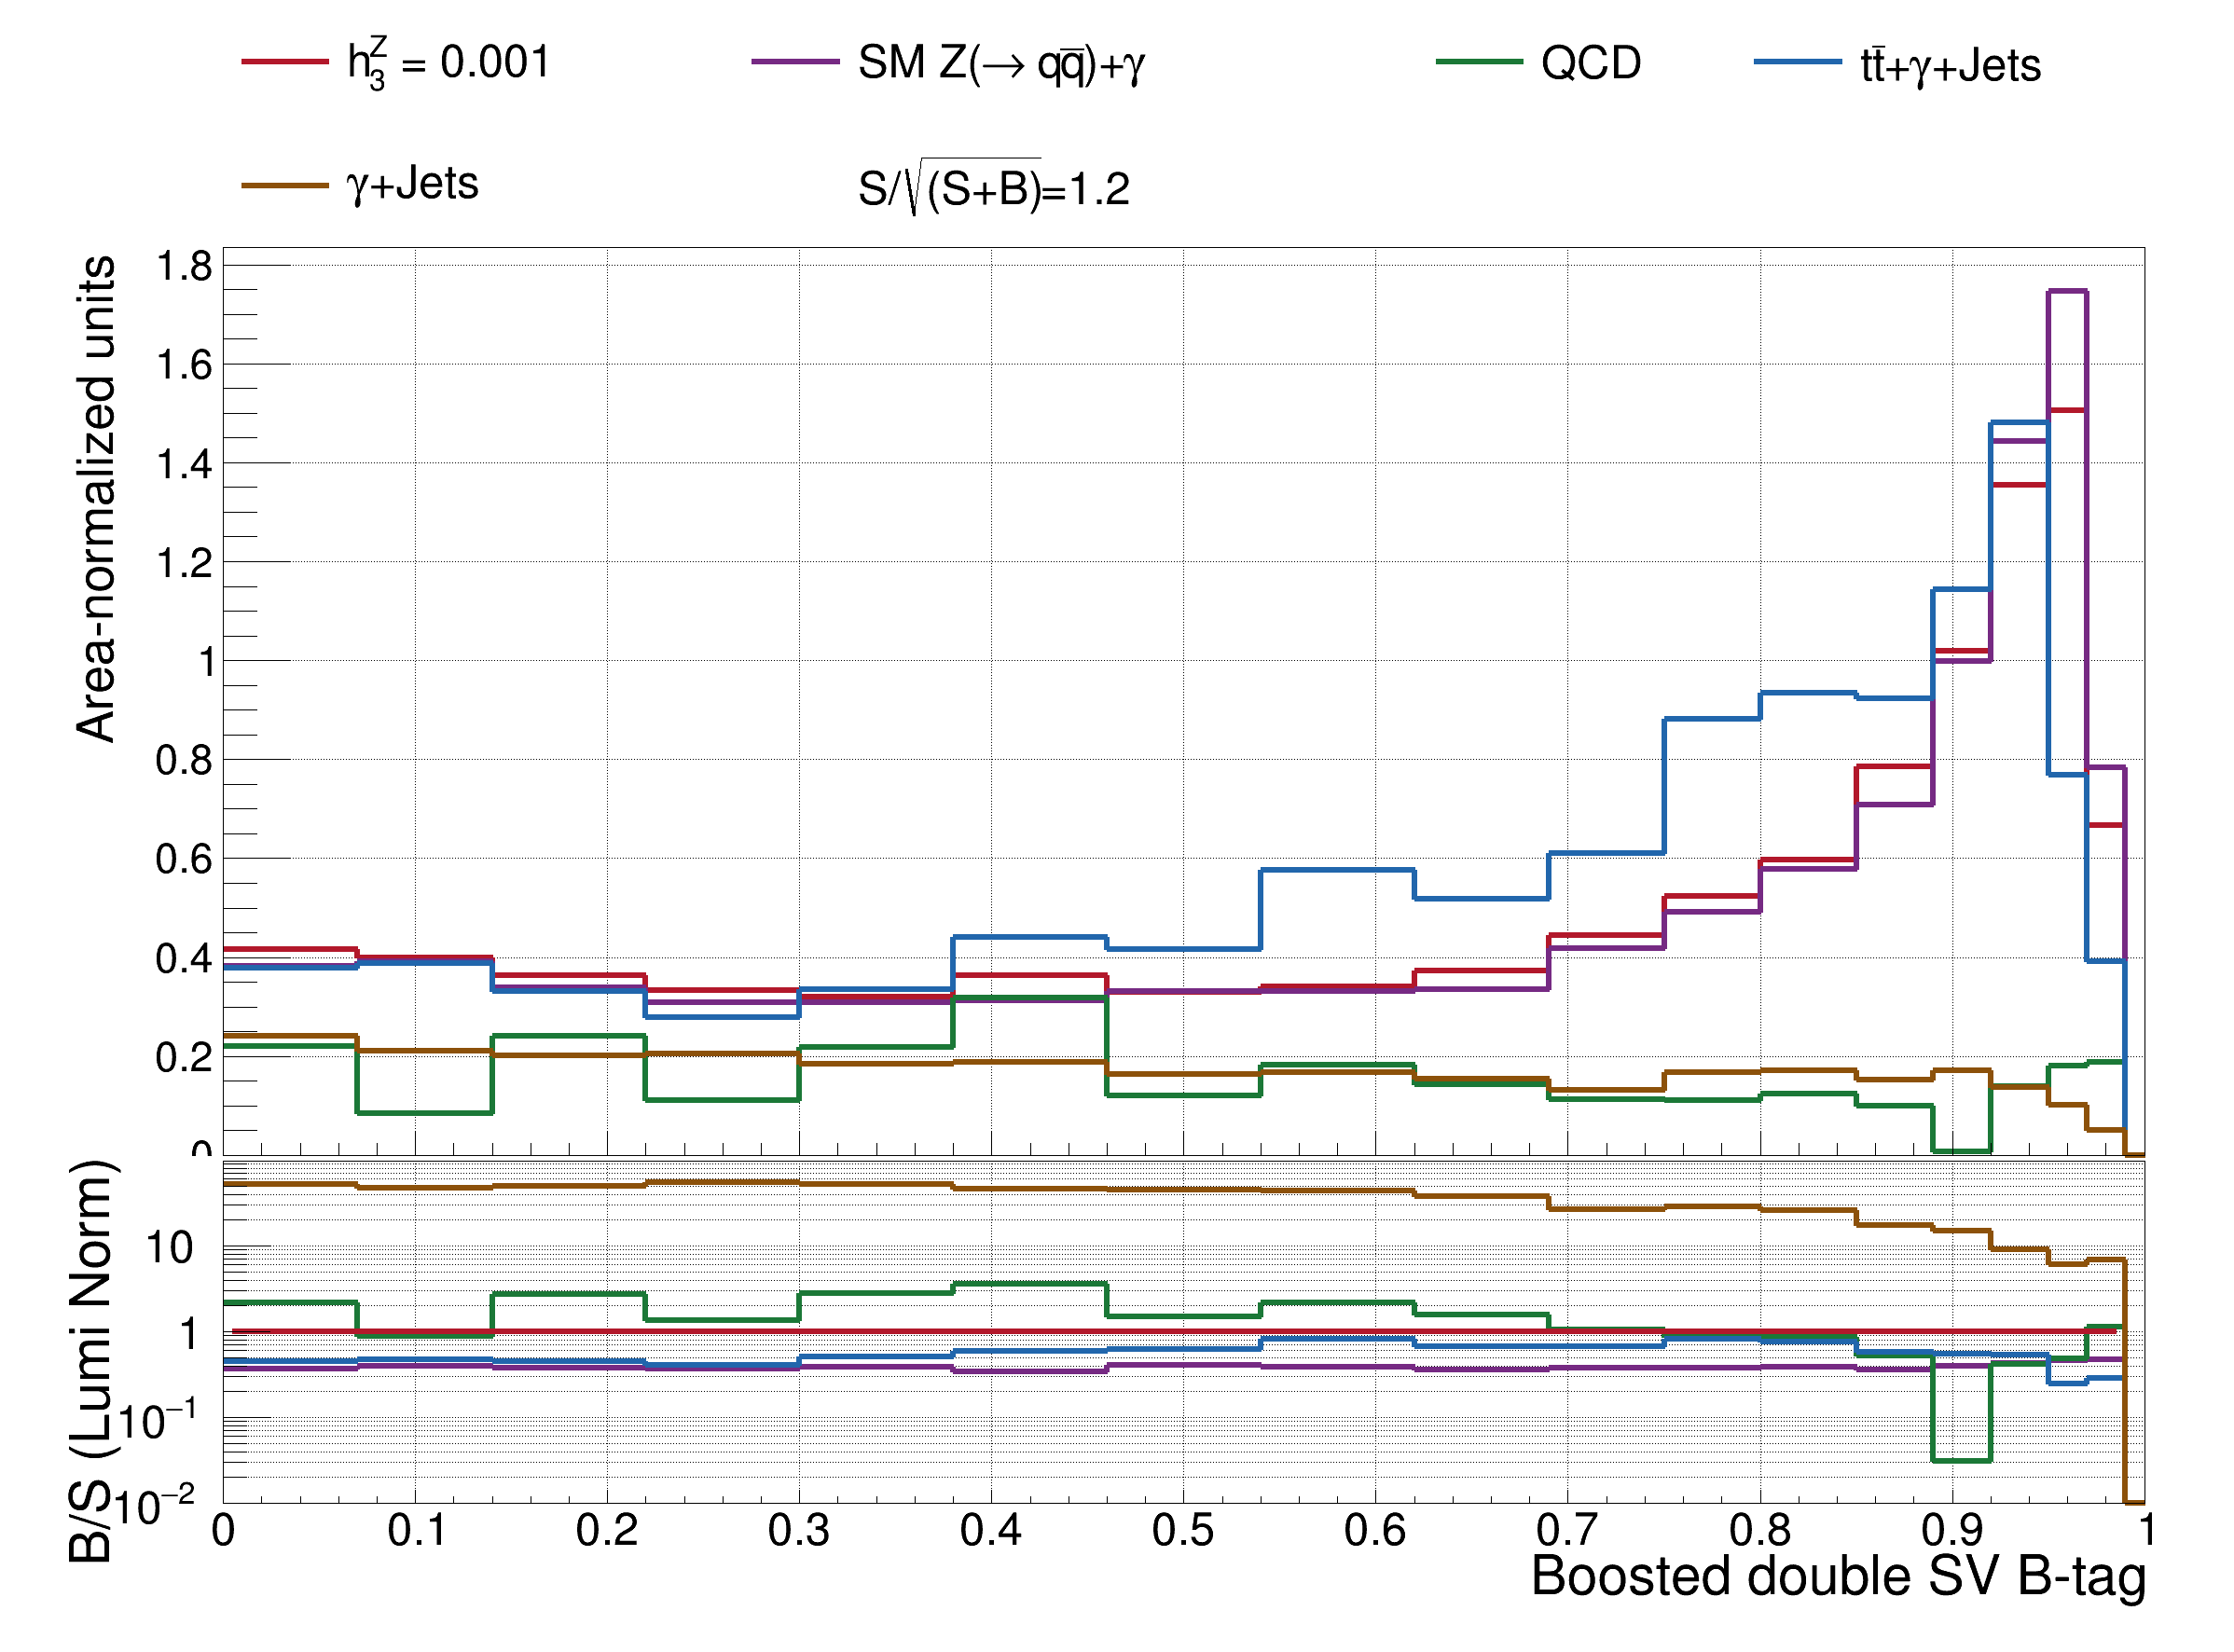 h₃ᶻ = 0.001
SM Z(→ qq̅)+γ
QCD
tt̅+γ+Jets
γ+Jets
S/√(S+B)=1.2
Area-normalized units
1.8
1.6
1.4
1.2
1
0.8
0.6
0.4
0.2
0
B/S (Lumi Norm)
10
1
10⁻¹
10⁻²
0 0.1 0.2 0.3 0.4 0.5 0.6 0.7 0.8 0.9 1
Boosted double SV B-tag